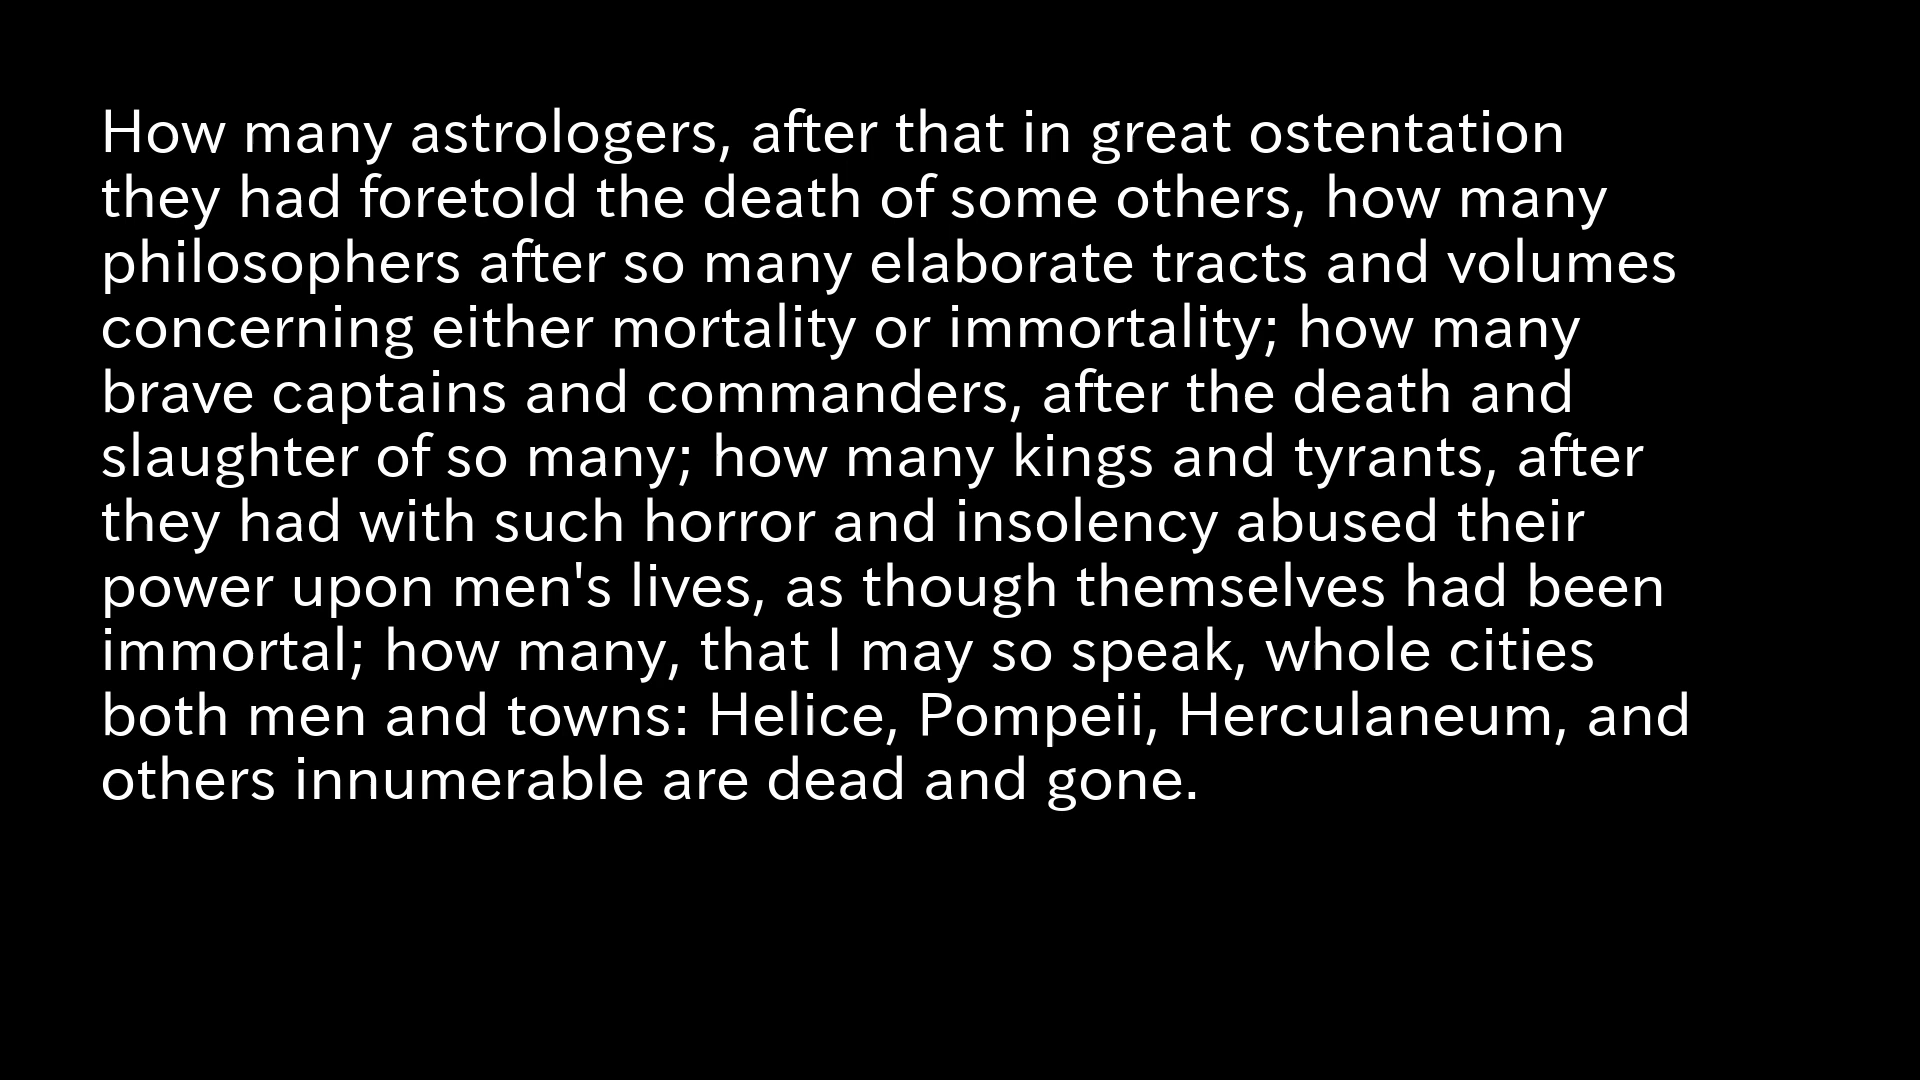 How many astrologers, after that in great ostentation
they had foretold the death of some others, how many
philosophers after so many elaborate tracts and volumes
concerning either mortality or immortality; how many
brave captains and commanders, after the death and
slaughter of so many; how many kings and tyrants, after
they had with such horror and insolency abused their
power upon men's lives, as though themselves had been
immortal; how many, that I may so speak, whole cities
both men and towns: Helice, Pompeii, Herculaneum, and
others innumerable are dead and gone.